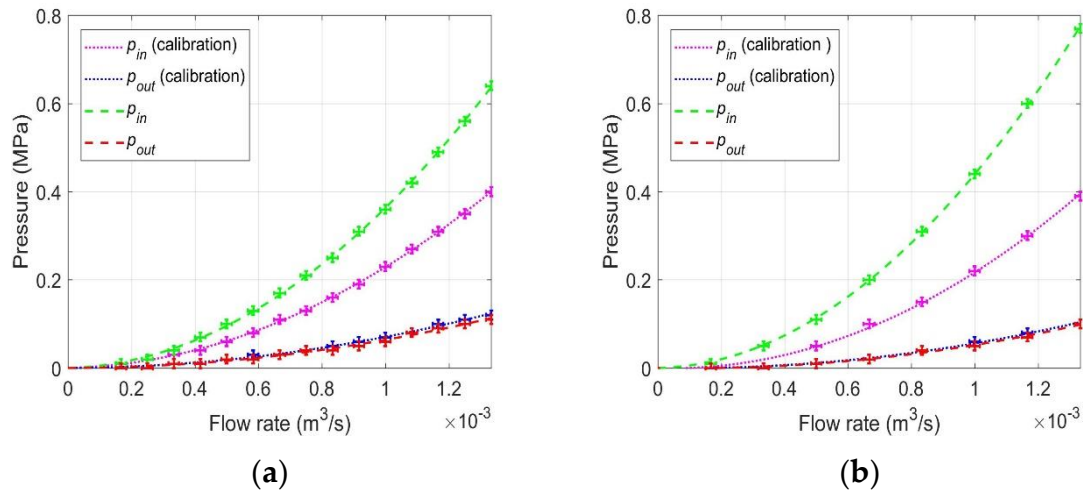 0.8
0.6
0.4
0.2
0
Pressure (MPa)
p_in (calibration)
p_out (calibration)
p_in
p_out
0 0.2 0.4 0.6 0.8 1 1.2
Flow rate (m³/s)
×10⁻³
(a)
0.8
0.6
0.4
0.2
0
Pressure (MPa)
p_in (calibration )
p_out (calibration)
p_in
p_out
0 0.2 0.4 0.6 0.8 1 1.2
Flow rate (m³/s)
×10⁻³
(b)